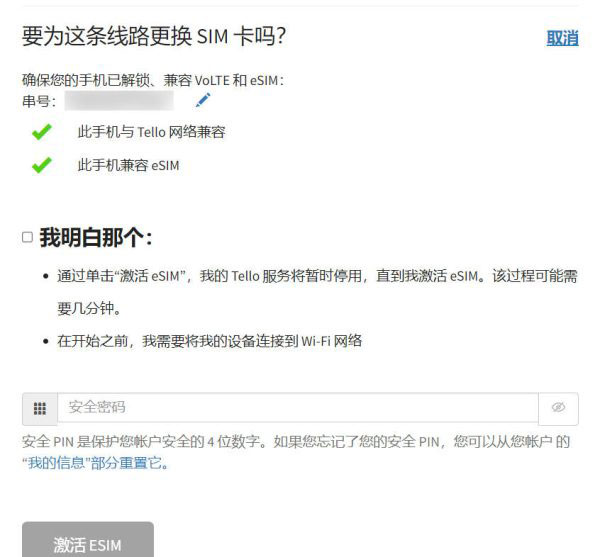 要为这条线路更换 SIM 卡吗？
取消
确保您的手机已解锁、兼容 VoLTE 和 eSIM：
串号：
此手机与 Tello 网络兼容
此手机兼容 eSIM
我明白那个：
通过单击“激活 eSIM”，我的 Tello 服务将暂时停用，直到我激活 eSIM。该过程可能需
要几分钟。
在开始之前，我需要将我的设备连接到 Wi-Fi 网络
安全密码
安全 PIN 是保护您帐户安全的 4 位数字。如果您忘记了您的安全 PIN，您可以从您帐户 的
“我的信息”部分重置它。
激活 ESIM